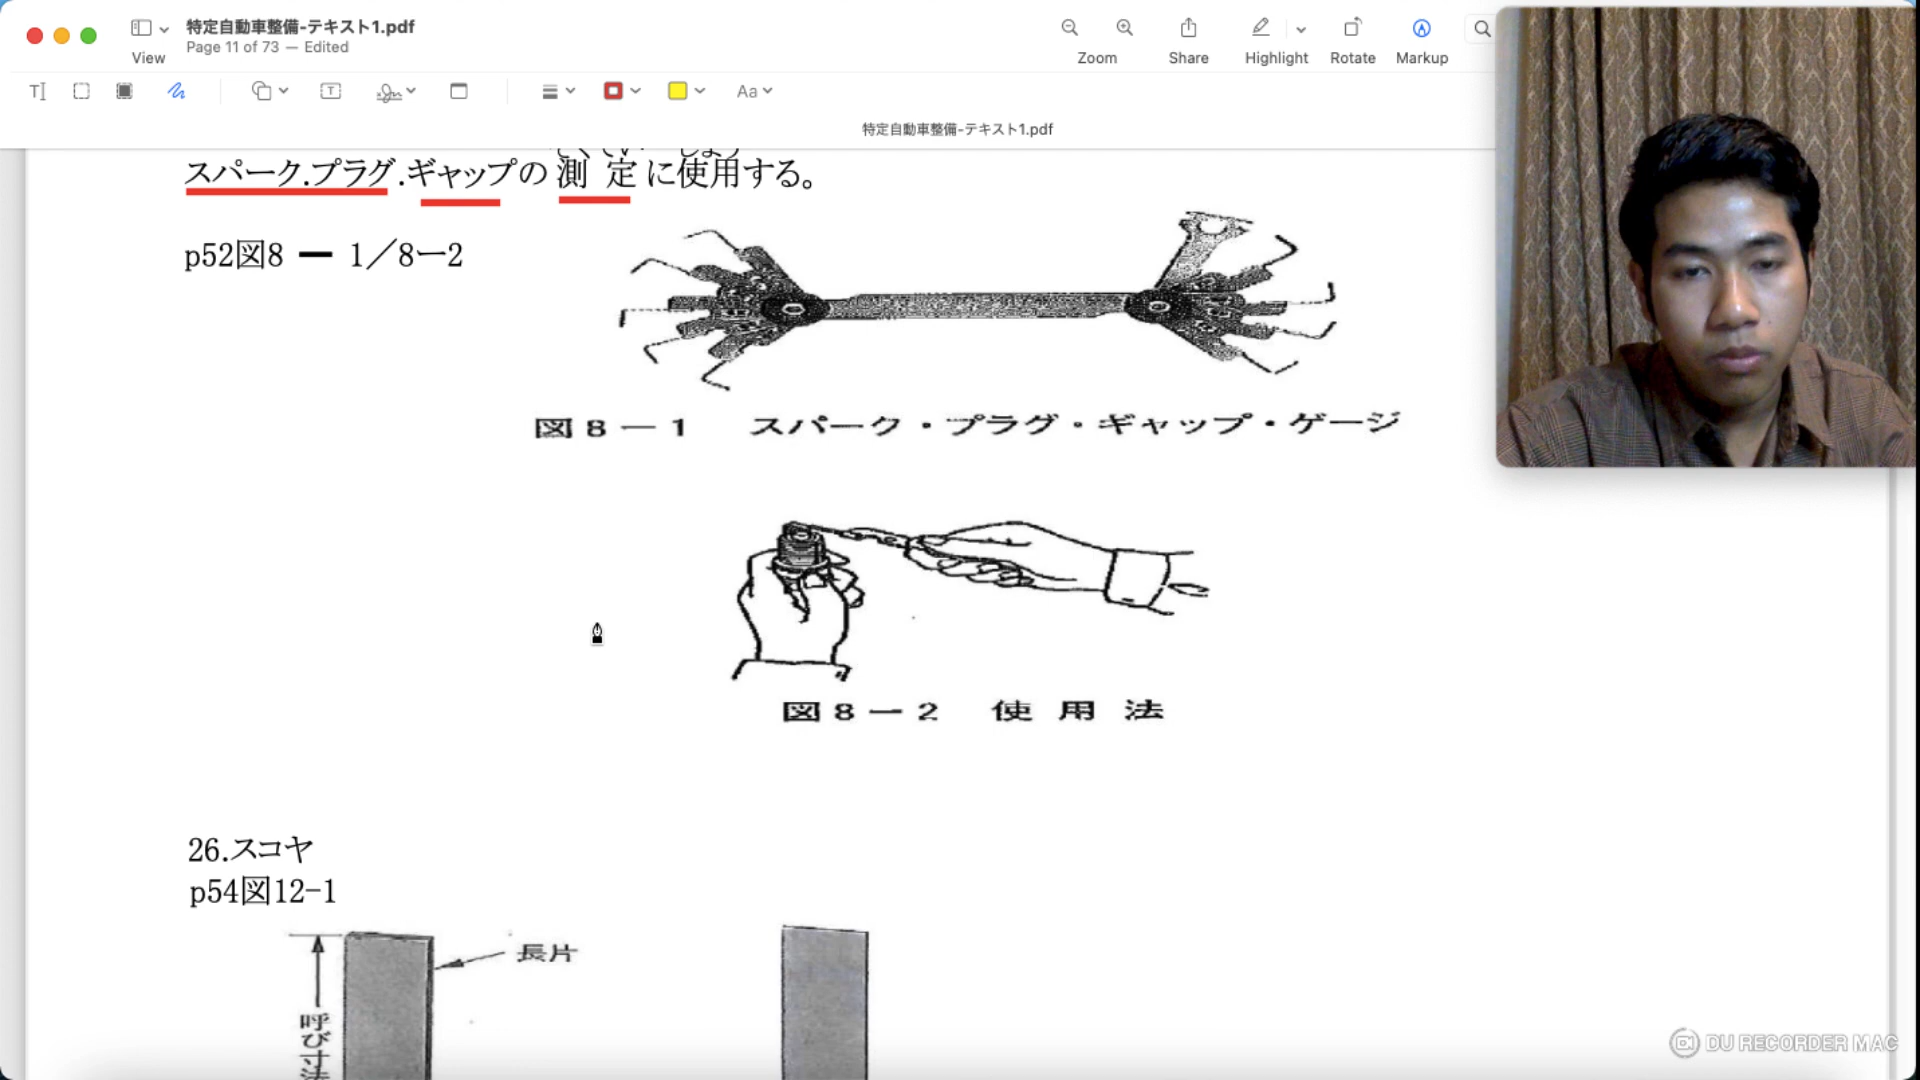 特定自動車整備-テキスト1.pdf
Page 11 of 73 — Edited
View
Zoom
Share
Highlight
Rotate
Markup
Aa
特定自動車整備-テキスト1.pdf
スパーク.プラグ.ギャップの測定に使用する。
p52図8 ー 1／8ー2
図8－1　スパーク・プラグ・ギャップ・ゲージ
図8－2　使用法
26.スコヤ
p54図12-1
長片
呼び寸法
DU RECORDER MAC